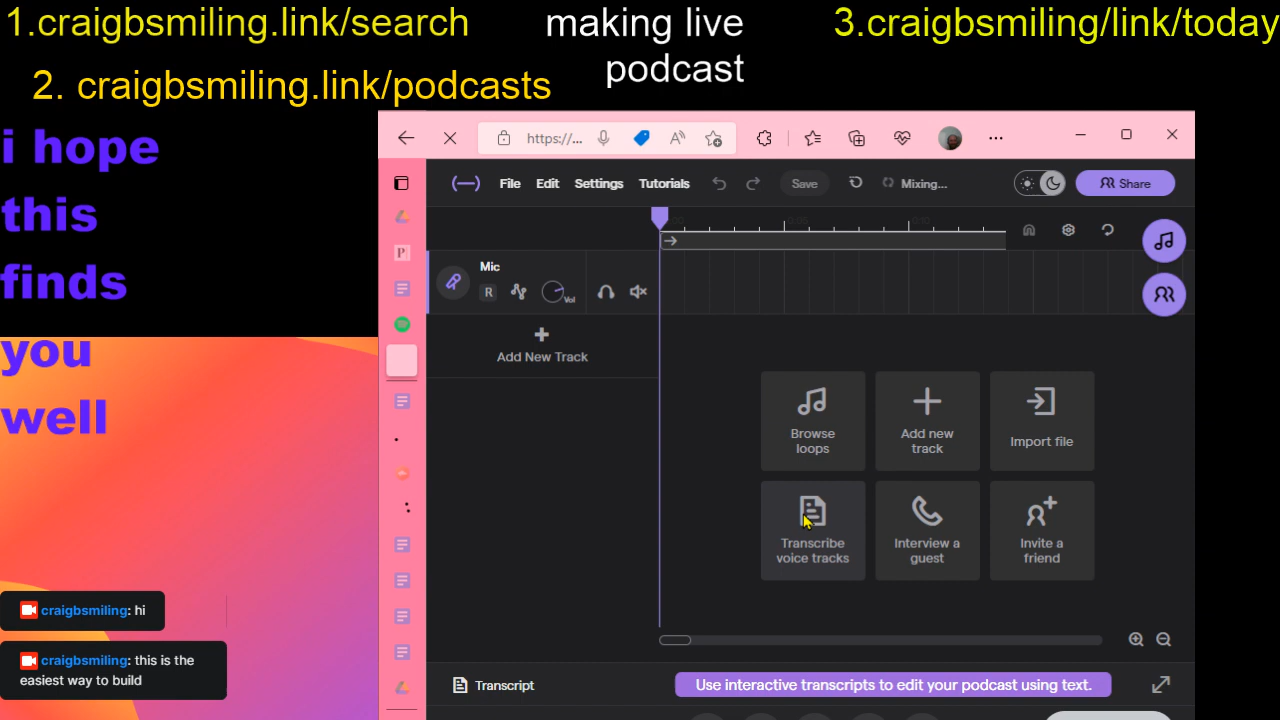 1.craigbsmiling.link/search
making live
podcast
3.craigbsmiling/link/today
2. craigbsmiling.link/podcasts
i hope
this
finds
you
well
https://...
File Edit Settings Tutorials Save Mixing... Share
Mic
R
Vol
Add New Track
Browse
loops
Add new
track
Import file
Transcribe
voice tracks
Interview a
guest
Invite a
friend
craigbsmiling: hi
craigbsmiling: this is the
easiest way to build
Transcript
Use interactive transcripts to edit your podcast using text.